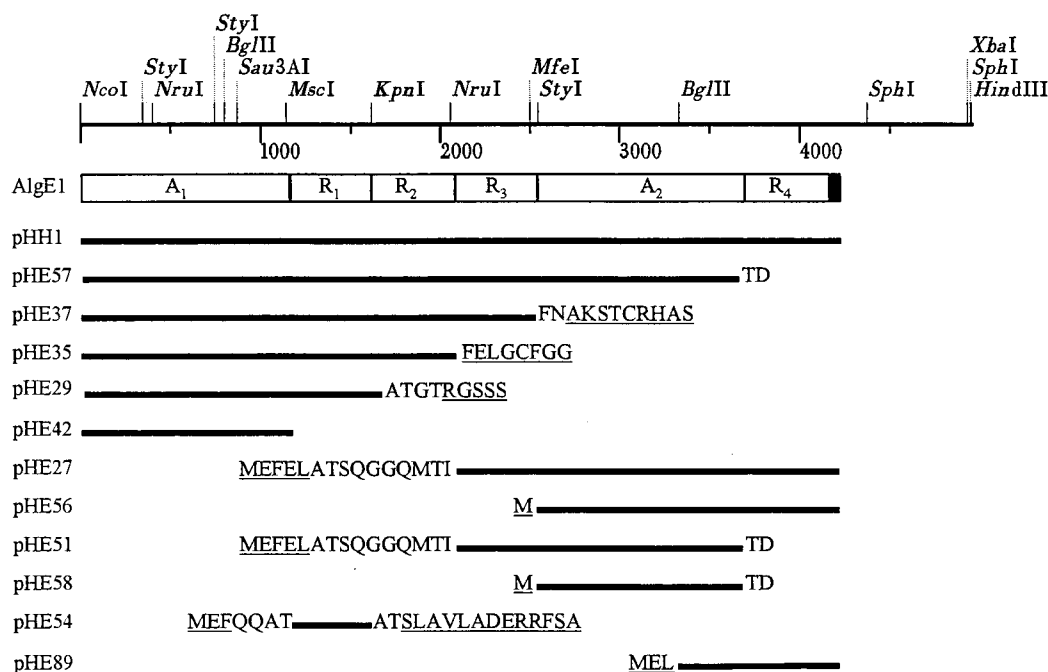 StyI
BglII
XbaI
StyI Sau3AI MfeI SphI
NcoI NruI MscI KpnI NruI StyI BglII SphI HindIII
1000 2000 3000 4000
AlgE1 A1 R1 R2 R3 A2 R4
pHH1
pHE57 TD
pHE37 FNAKSTCRHAS
pHE35 FELGCFGG
pHE29 ATGTRGSSS
pHE42
pHE27 MEFELATSQGGQMTI
pHE56 M
pHE51 MEFELATSQGGQMTI TD
pHE58 M TD
pHE54 MEFQQAT ATSLAVLADERRFSA
pHE89 MEL